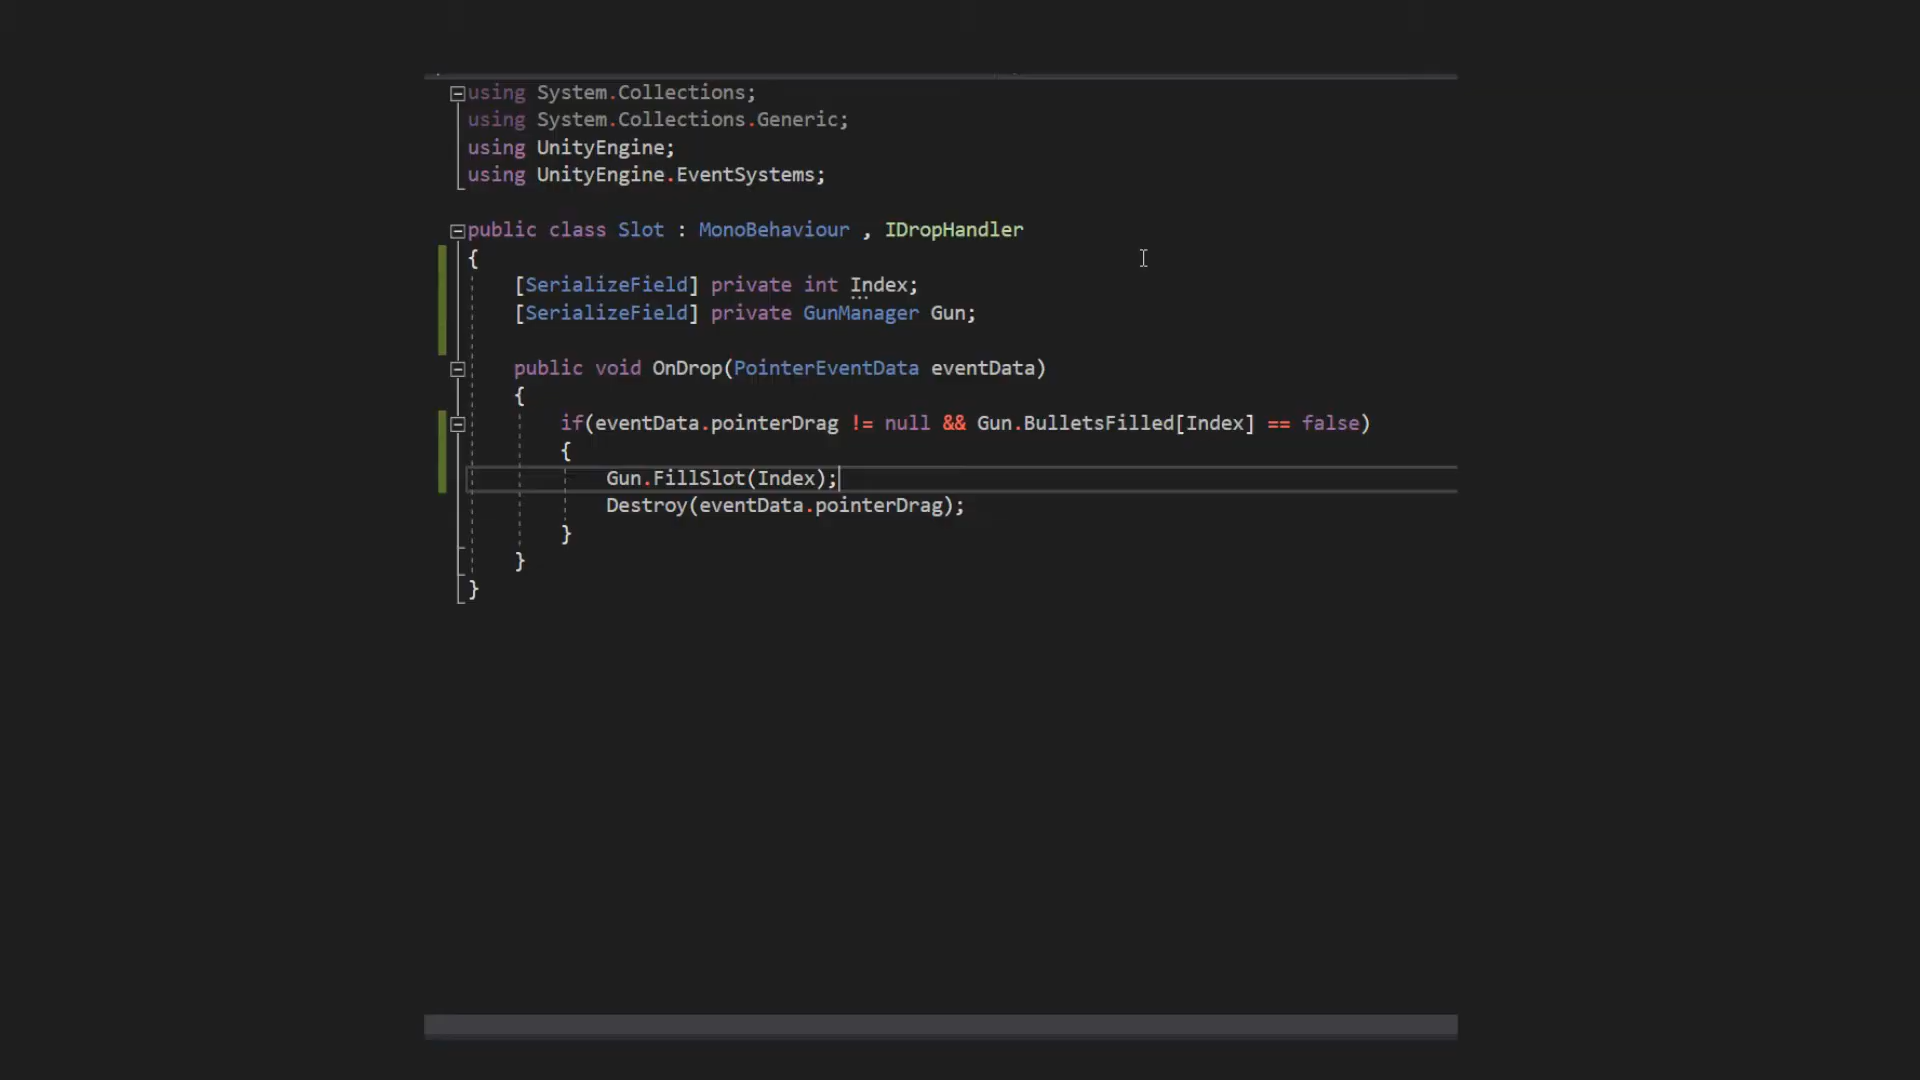 using System.Collections;
using System.Collections.Generic;
using UnityEngine;
using UnityEngine.EventSystems;
public class Slot : MonoBehaviour , IDropHandler
{
[SerializeField] private int Index;
[SerializeField] private GunManager Gun;
public void OnDrop(PointerEventData eventData)
{
if(eventData.pointerDrag != null && Gun.BulletsFilled[Index] == false)
{
Gun.FillSlot(Index);
Destroy(eventData.pointerDrag);
}
}
}